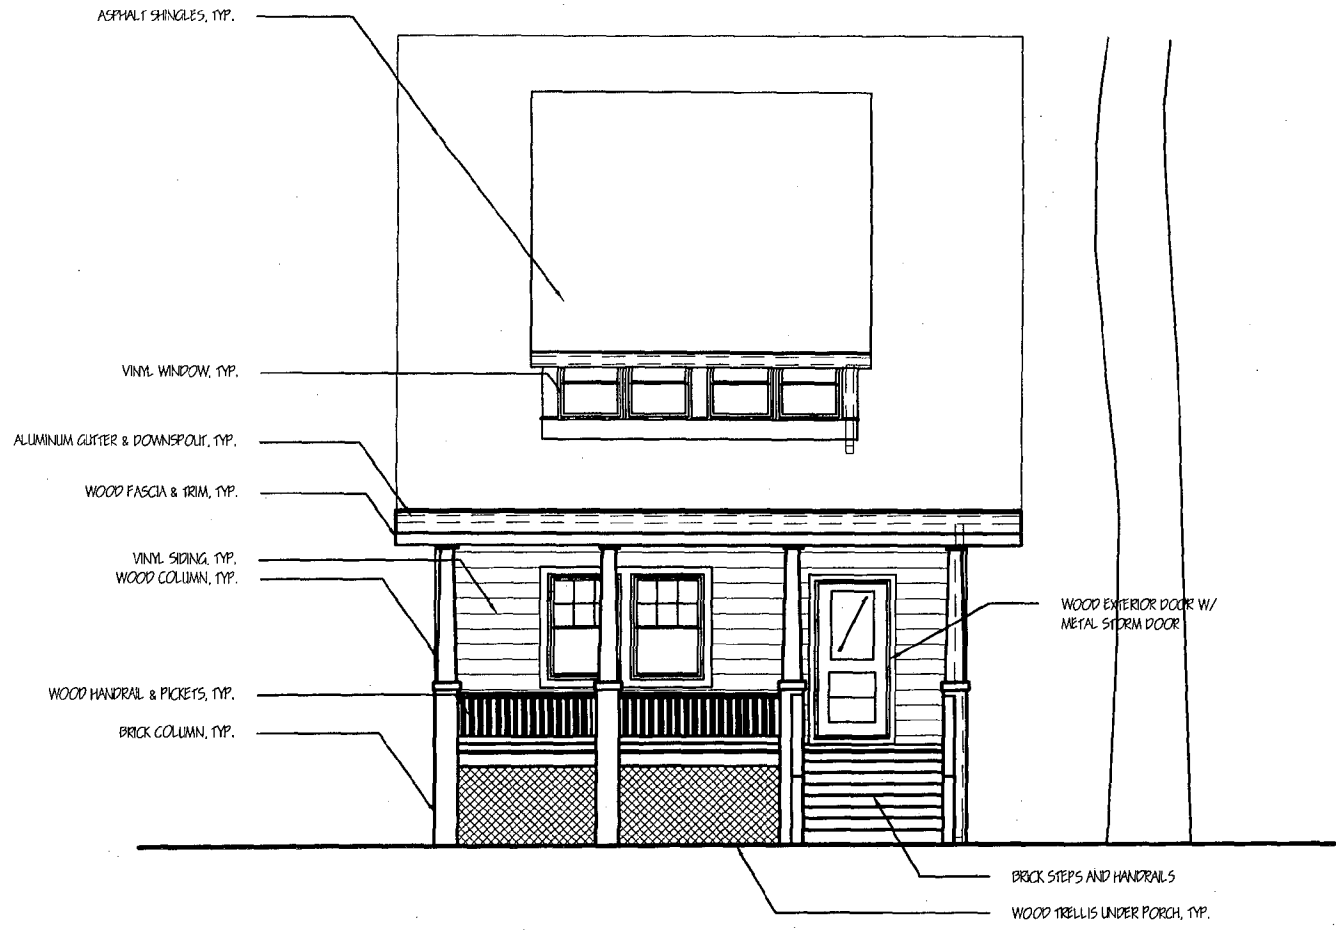 ASPHALT SHINGLES, TYP.
VINYL WINDOW, TYP.
ALUMINUM GUTTER & DOWNSPOUT, TYP.
WOOD FASCIA & TRIM, TYP.
VINYL SIDING, TYP.
WOOD COLUMN, TYP.
WOOD EXTERIOR DOOR W/
METAL STORM DOOR
WOOD HANDRAIL & PICKETS, TYP.
BRICK COLUMN, TYP.
BRICK STEPS AND HANDRAILS
WOOD TRELLIS UNDER PORCH, TYP.